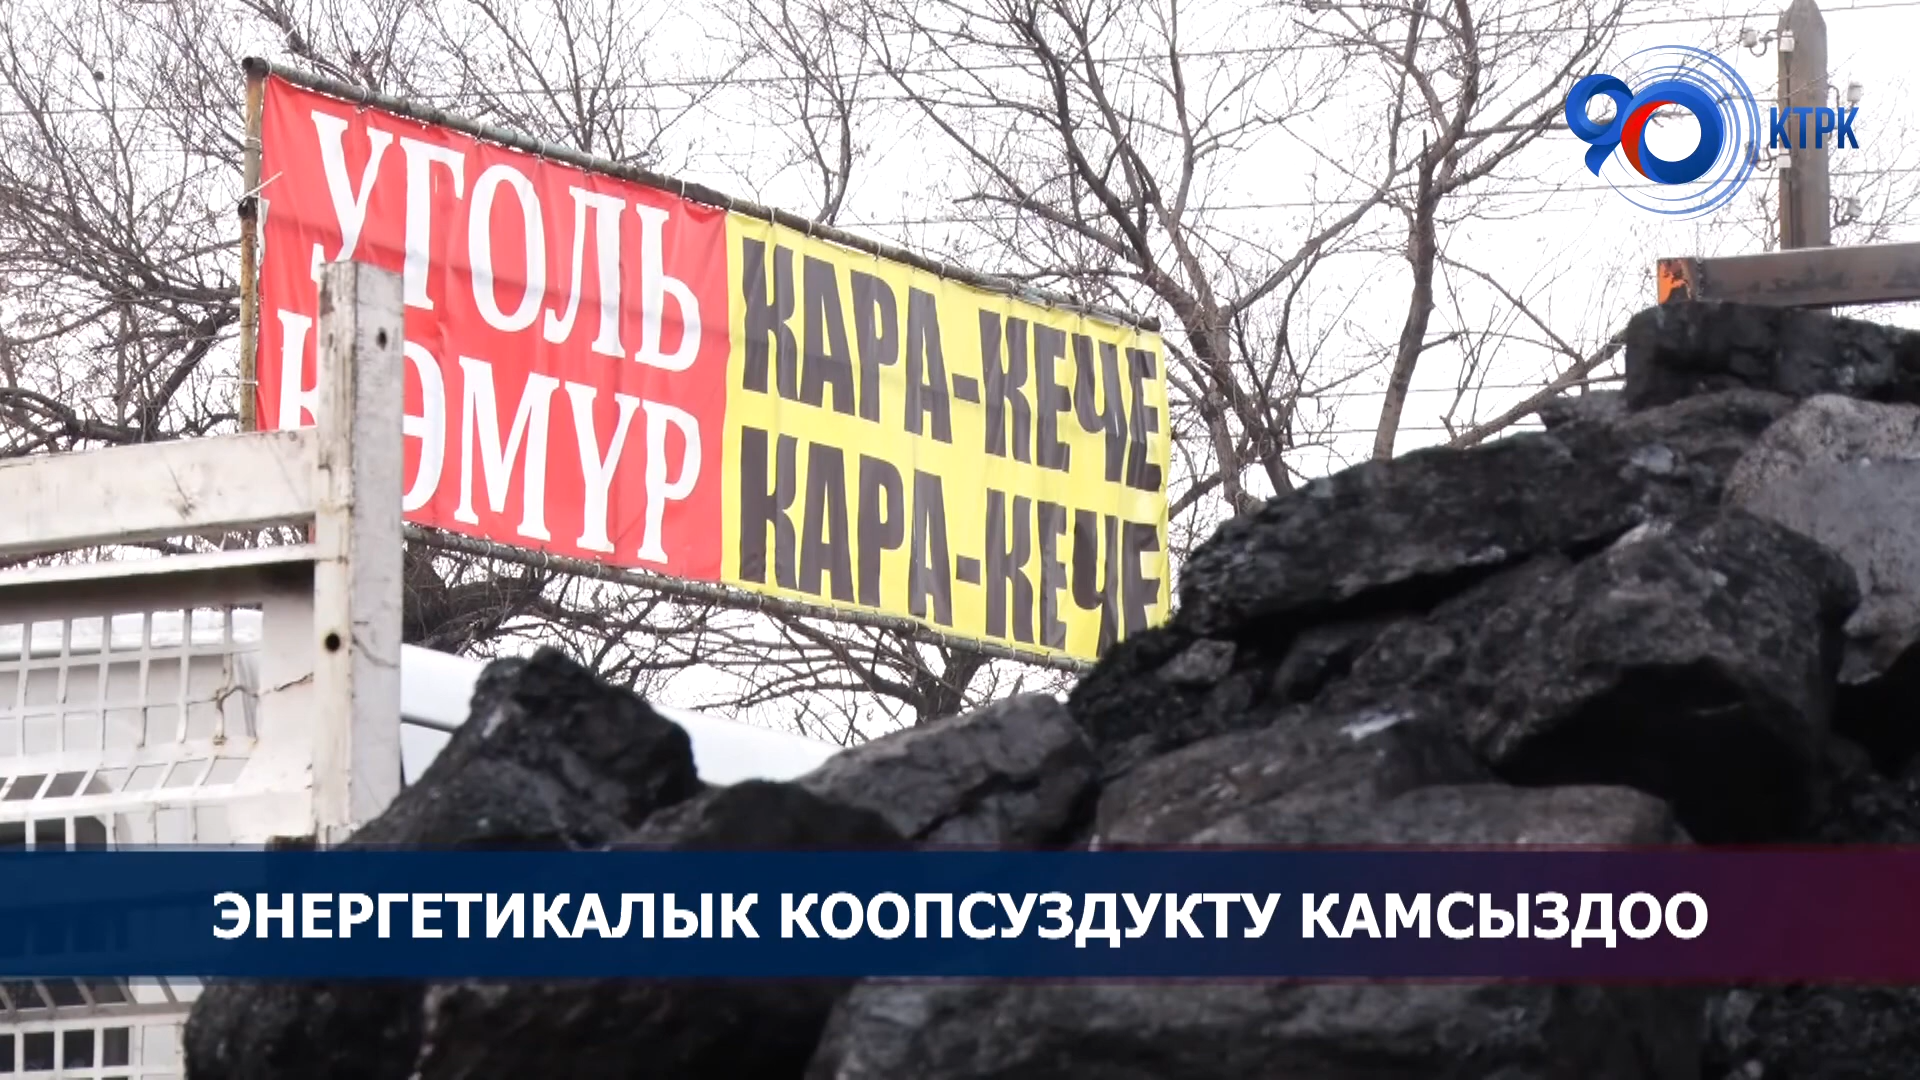 90 КТРК
УГОЛЬ
КӨМҮР
КАРА-КЕЧЕ
КАРА-КЕЧЕ
ЭНЕРГЕТИКАЛЫК КООПСУЗДУКТУ КАМСЫЗДОО